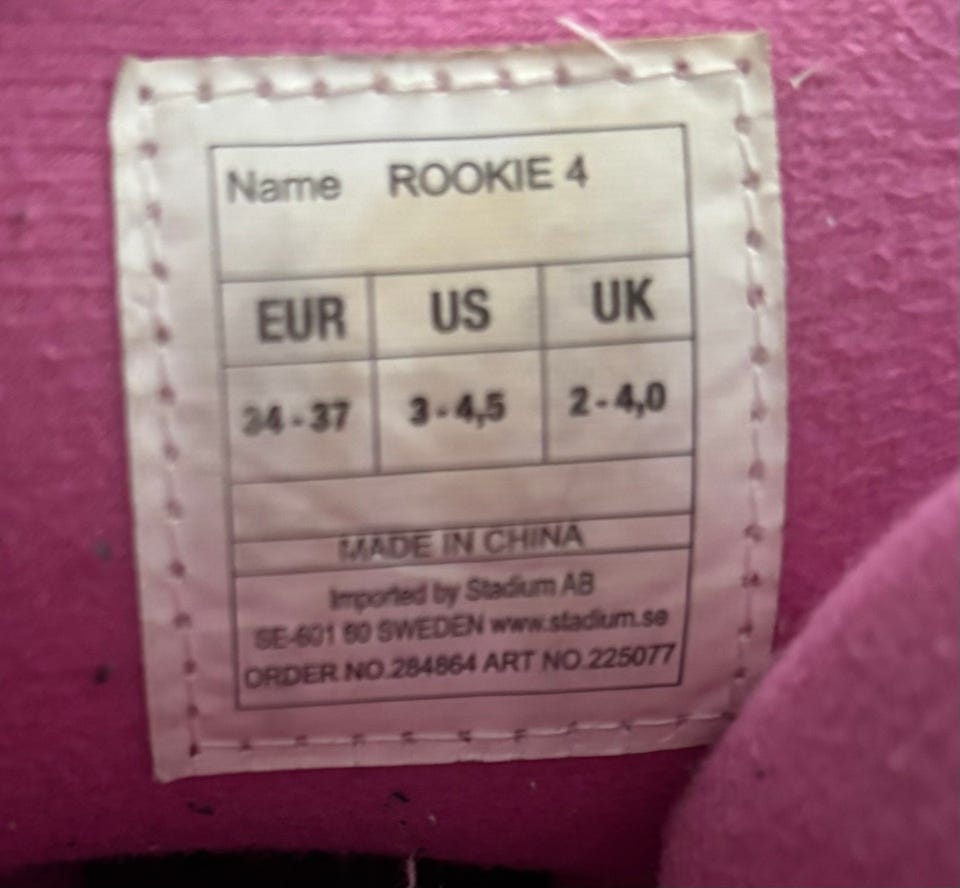 Name ROOKIE 4
EUR US UK
34-37 3-4,5 2-4,0
MADE IN CHINA
Imported by Stadium AB
SE-601 60 SWEDEN www.stadium.se
ORDER NO.284864 ART NO.225077